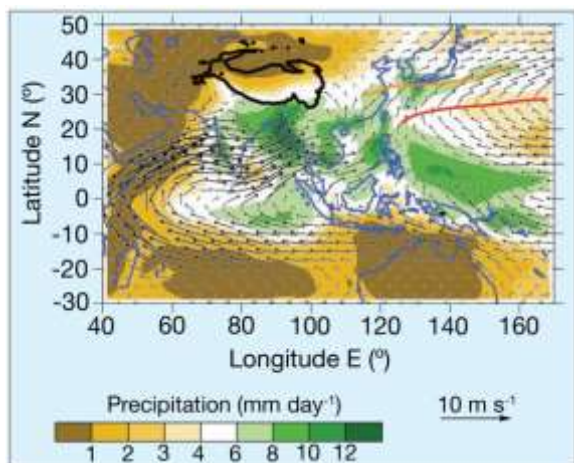 50
40
30
20
10
0
-10
-20
-30
Latitude N (º)
40 60 80 100 120 140 160
Longitude E (º)
Precipitation (mm day-1)
10 m s-1
1 2 3 4 6 8 10 12